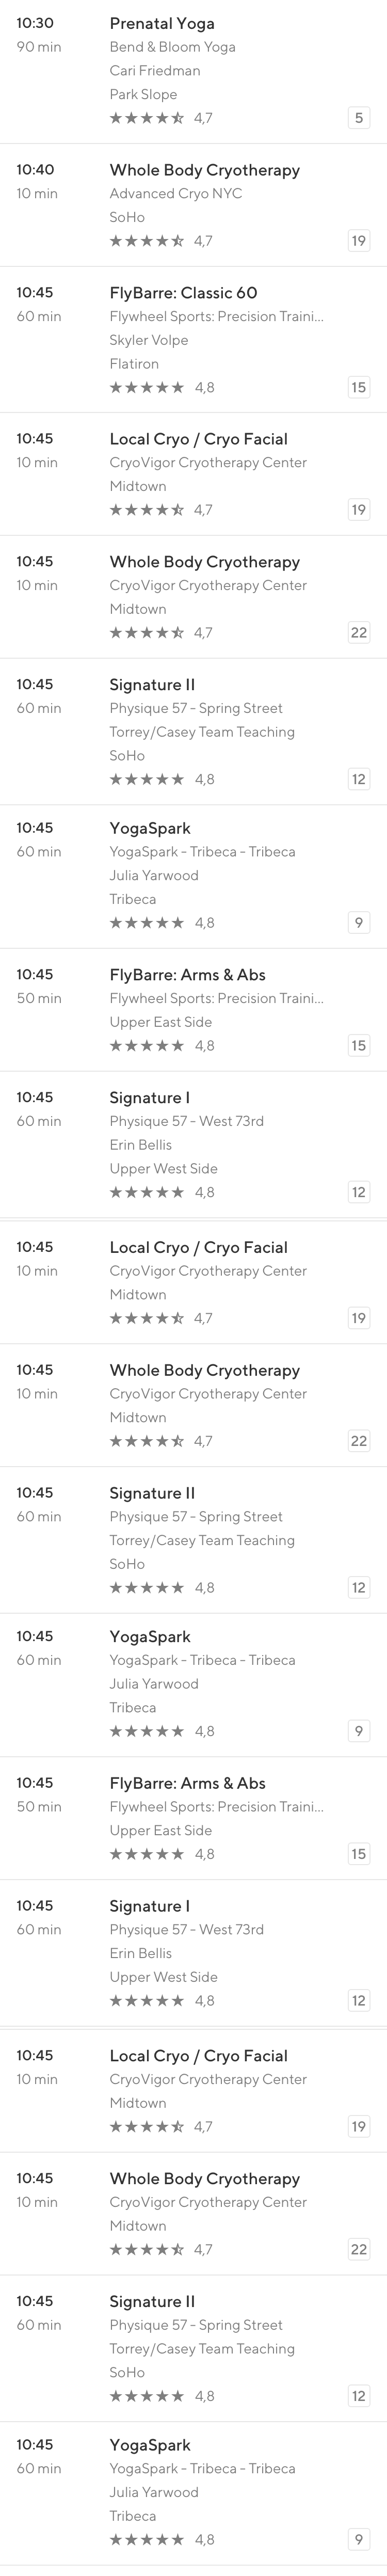 10:30 Prenatal Yoga
90 min Bend & Bloom Yoga
Cari Friedman
Park Slope
★★★★⯪ 4,7 5
10:40 Whole Body Cryotherapy
10 min Advanced Cryo NYC
SoHo
★★★★⯪ 4,7 19
10:45 FlyBarre: Classic 60
60 min Flywheel Sports: Precision Traini...
Skyler Volpe
Flatiron
★★★★★ 4,8 15
10:45 Local Cryo / Cryo Facial
10 min CryoVigor Cryotherapy Center
Midtown
★★★★⯪ 4,7 19
10:45 Whole Body Cryotherapy
10 min CryoVigor Cryotherapy Center
Midtown
★★★★⯪ 4,7 22
10:45 Signature II
60 min Physique 57 - Spring Street
Torrey/Casey Team Teaching
SoHo
★★★★★ 4,8 12
10:45 YogaSpark
60 min YogaSpark - Tribeca - Tribeca
Julia Yarwood
Tribeca
★★★★★ 4,8 9
10:45 FlyBarre: Arms & Abs
50 min Flywheel Sports: Precision Traini...
Upper East Side
★★★★★ 4,8 15
10:45 Signature I
60 min Physique 57 - West 73rd
Erin Bellis
Upper West Side
★★★★★ 4,8 12
10:45 Local Cryo / Cryo Facial
10 min CryoVigor Cryotherapy Center
Midtown
★★★★⯪ 4,7 19
10:45 Whole Body Cryotherapy
10 min CryoVigor Cryotherapy Center
Midtown
★★★★⯪ 4,7 22
10:45 Signature II
60 min Physique 57 - Spring Street
Torrey/Casey Team Teaching
SoHo
★★★★★ 4,8 12
10:45 YogaSpark
60 min YogaSpark - Tribeca - Tribeca
Julia Yarwood
Tribeca
★★★★★ 4,8 9
10:45 FlyBarre: Arms & Abs
50 min Flywheel Sports: Precision Traini...
Upper East Side
★★★★★ 4,8 15
10:45 Signature I
60 min Physique 57 - West 73rd
Erin Bellis
Upper West Side
★★★★★ 4,8 12
10:45 Local Cryo / Cryo Facial
10 min CryoVigor Cryotherapy Center
Midtown
★★★★⯪ 4,7 19
10:45 Whole Body Cryotherapy
10 min CryoVigor Cryotherapy Center
Midtown
★★★★⯪ 4,7 22
10:45 Signature II
60 min Physique 57 - Spring Street
Torrey/Casey Team Teaching
SoHo
★★★★★ 4,8 12
10:45 YogaSpark
60 min YogaSpark - Tribeca - Tribeca
Julia Yarwood
Tribeca
★★★★★ 4,8 9